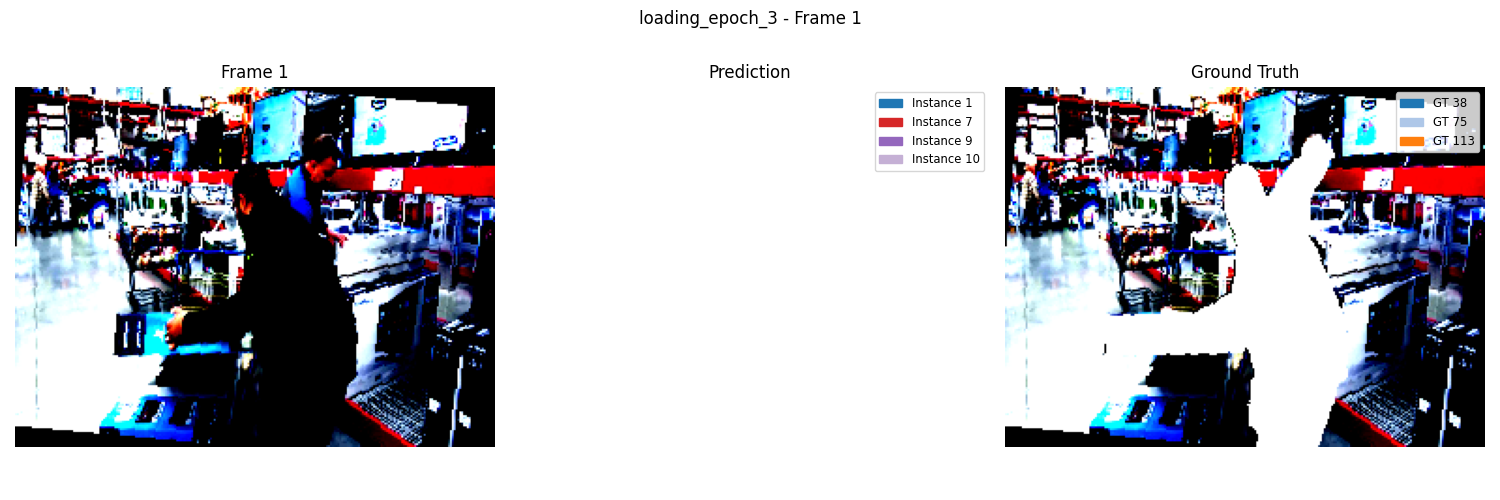 loading_epoch_3 - Frame 1
Frame 1
Prediction
Ground Truth
Instance 1
Instance 7
Instance 9
Instance 10
GT 38
GT 75
GT 113